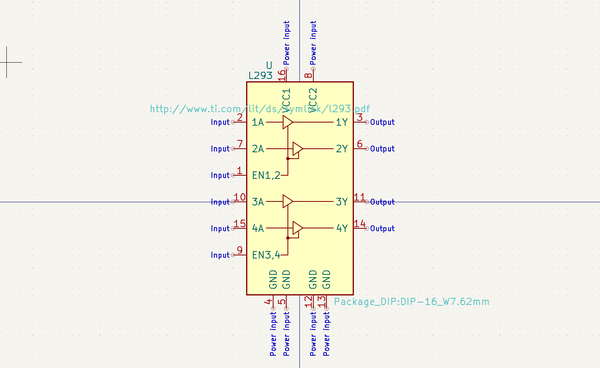 Power input
Power input
U
L293
16
8
VCC1
VCC2
http://www.ti.com/lit/ds/symlink/l293.pdf
Input 2 1A 1Y 3 Output
Input 7 2A 2Y 6 Output
Input 1 EN1,2
Input 10 3A 3Y 11 Output
Input 15 4A 4Y 14 Output
Input 9 EN3,4
GND GND GND GND
4 5 12 13
Package_DIP:DIP-16_W7.62mm
Power input
Power input
Power input
Power input